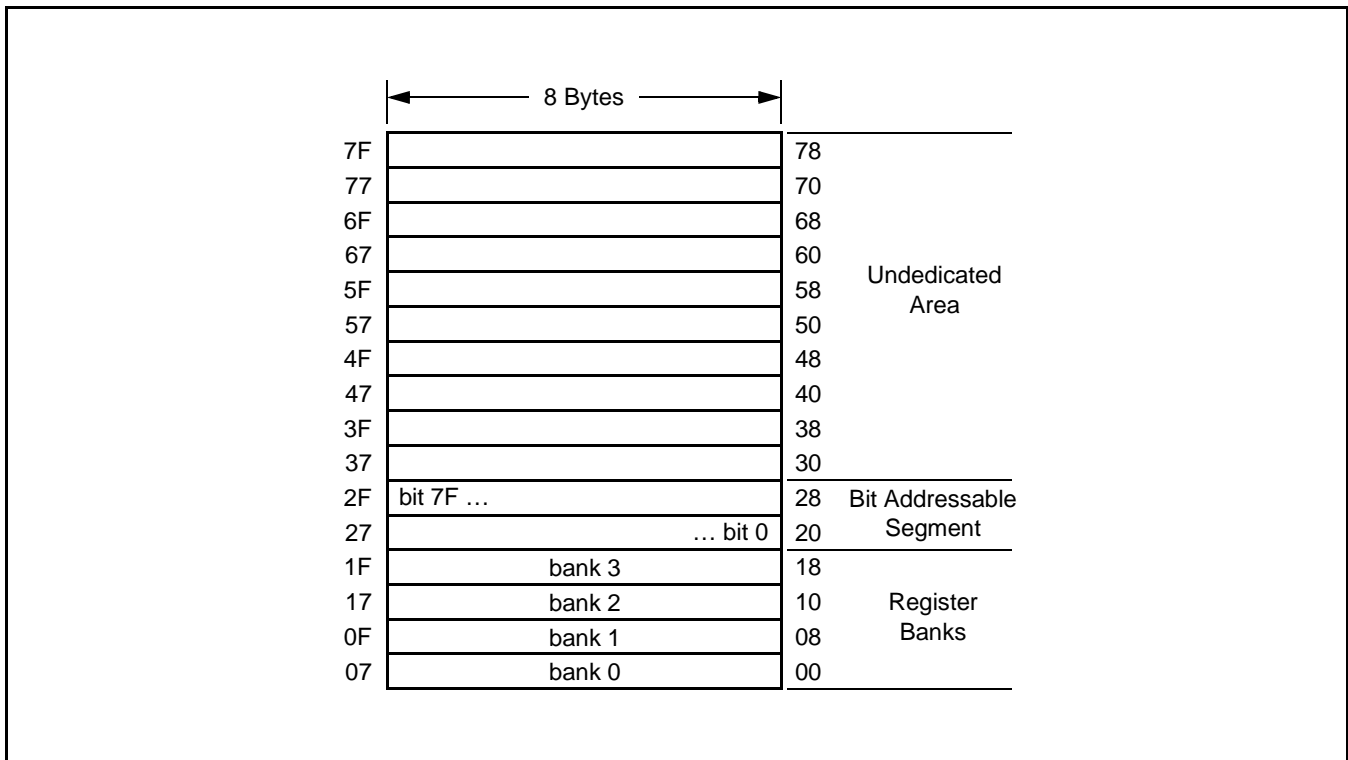 8 Bytes
7F 78
77 70
6F 68
67 60
5F 58 Undedicated
Area
57 50
4F 48
47 40
3F 38
37 30
2F bit 7F … 28 Bit Addressable
Segment
27 … bit 0 20
1F bank 3 18
17 bank 2 10 Register
Banks
0F bank 1 08
07 bank 0 00